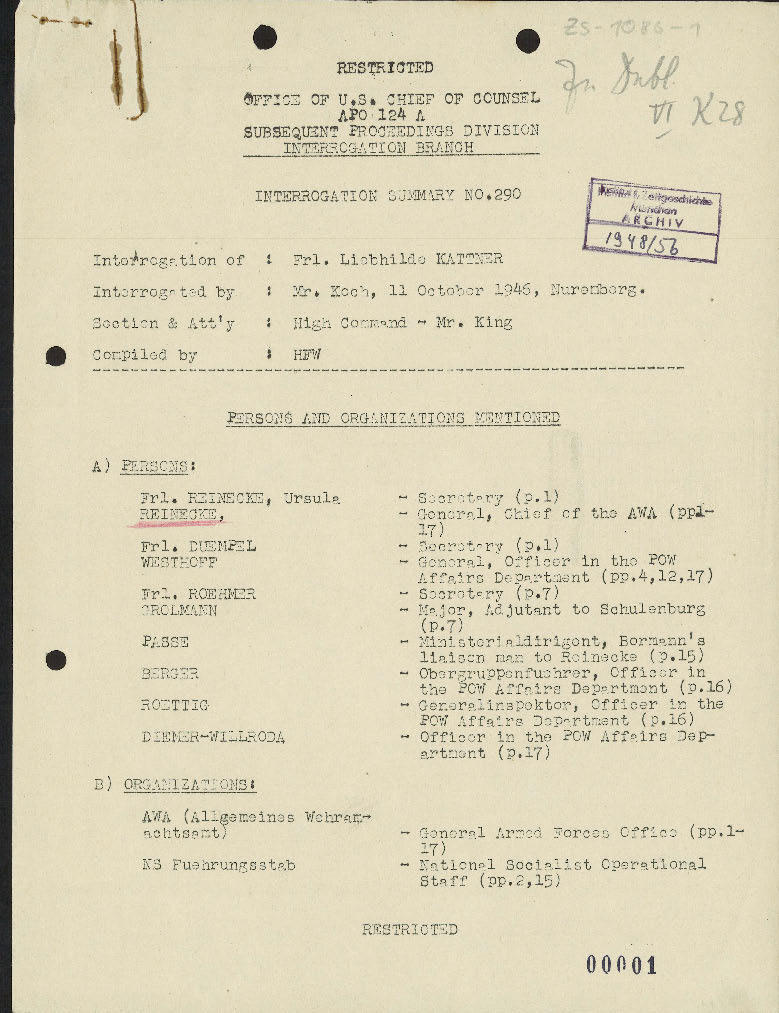 ZS-1086-1
RESTRICTED
OFFICE OF U.S. CHIEF OF COUNSEL
APO 124 A
SUBSEQUENT PROCEEDINGS DIVISION
INTERROGATION BRANCH
VI K28
INTERROGATION SUMMARY NO.290
Institut f. Zeitgeschichte
München
ARCHIV
1948/56
Interrogation of : Frl. Liebhilde KATTNER
Interrogated by : Mr. Koch, 11 October 1946, Nuremberg.
Section & Att'y : High Command - Mr. King
Compiled by : HFW
PERSONS AND ORGANIZATIONS MENTIONED
A) PERSONS:
Frl. REINECKE, Ursula - Secretary (p.1)
REINECKE, - General, Chief of the AWA (pp1-
17)
Frl. DUEMPEL - Secretary (p.1)
WESTHOFF - General, Officer in the POW
Affairs Department (pp.4,12,17)
Frl. ROEHMER - Secretary (p.7)
GROLMANN - Major, Adjutant to Schulenburg
(p.7)
PASSE - Ministerialdirigent, Bormann's
liaison man to Reinecke (p.15)
BERGER - Obergruppenfuehrer, Officer in
the POW Affairs Department (p.16)
ROETTIG - Generalinspektor, Officer in the
POW Affairs Department (p.16)
DIEMER-WILLRODA - Officer in the POW Affairs Dep-
artment (p.17)
B) ORGANIZATIONS:
AWA (Allgemeines Wehrm-
achtsamt) - General Armed Forces Office (pp.1-
17)
NS Fuehrungsstab - National Socialist Operational
Staff (pp.2,15)
RESTRICTED
00001